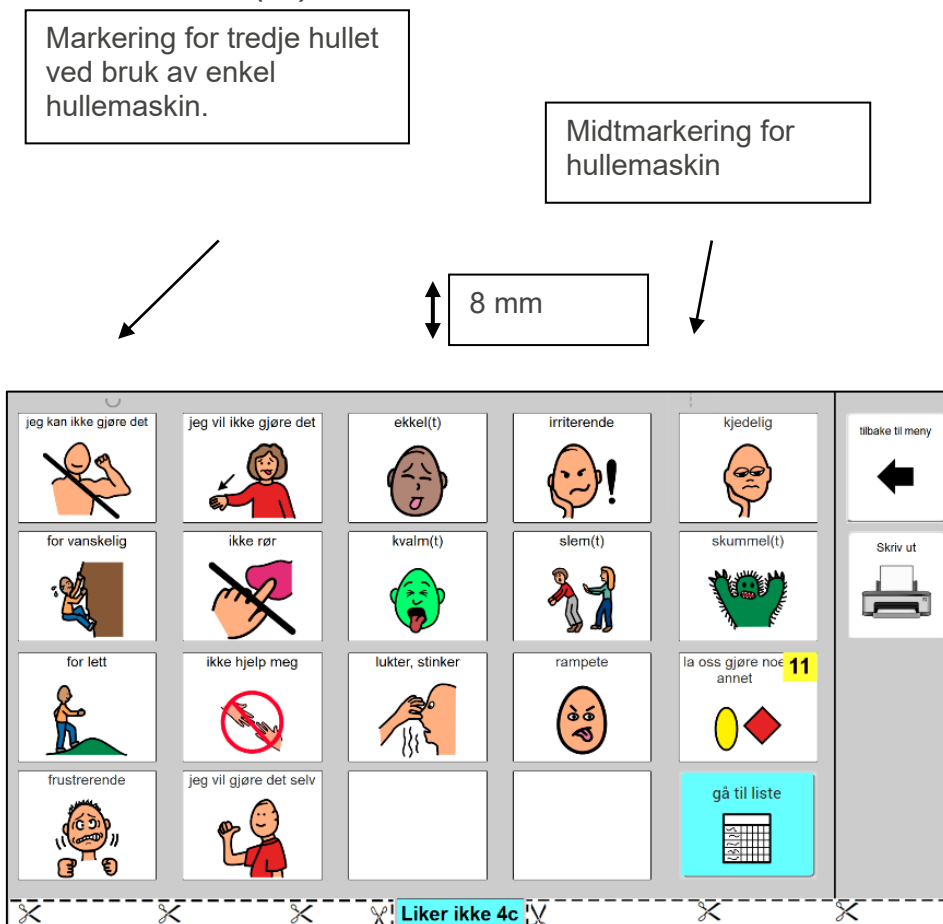 Markering for tredje hullet
ved bruk av enkel
hullemaskin.
Midtmarkering for
hullemaskin
8 mm
jeg kan ikke gjøre det
jeg vil ikke gjøre det
ekkel(t)
irriterende
kjedelig
tilbake til meny
for vanskelig
ikke rør
kvalm(t)
slem(t)
skummel(t)
Skriv ut
for lett
ikke hjelp meg
lukter, stinker
rampete
la oss gjøre noe 11
annet
frustrerende
jeg vil gjøre det selv
gå til liste
Liker ikke 4c